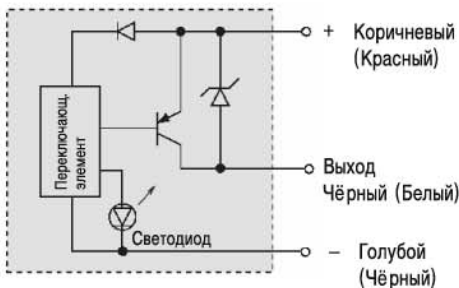 + Коричневый
(Красный)
Переключающ.
элемент
Выход
Чёрный (Белый)
Светодиод
– Голубой
(Чёрный)